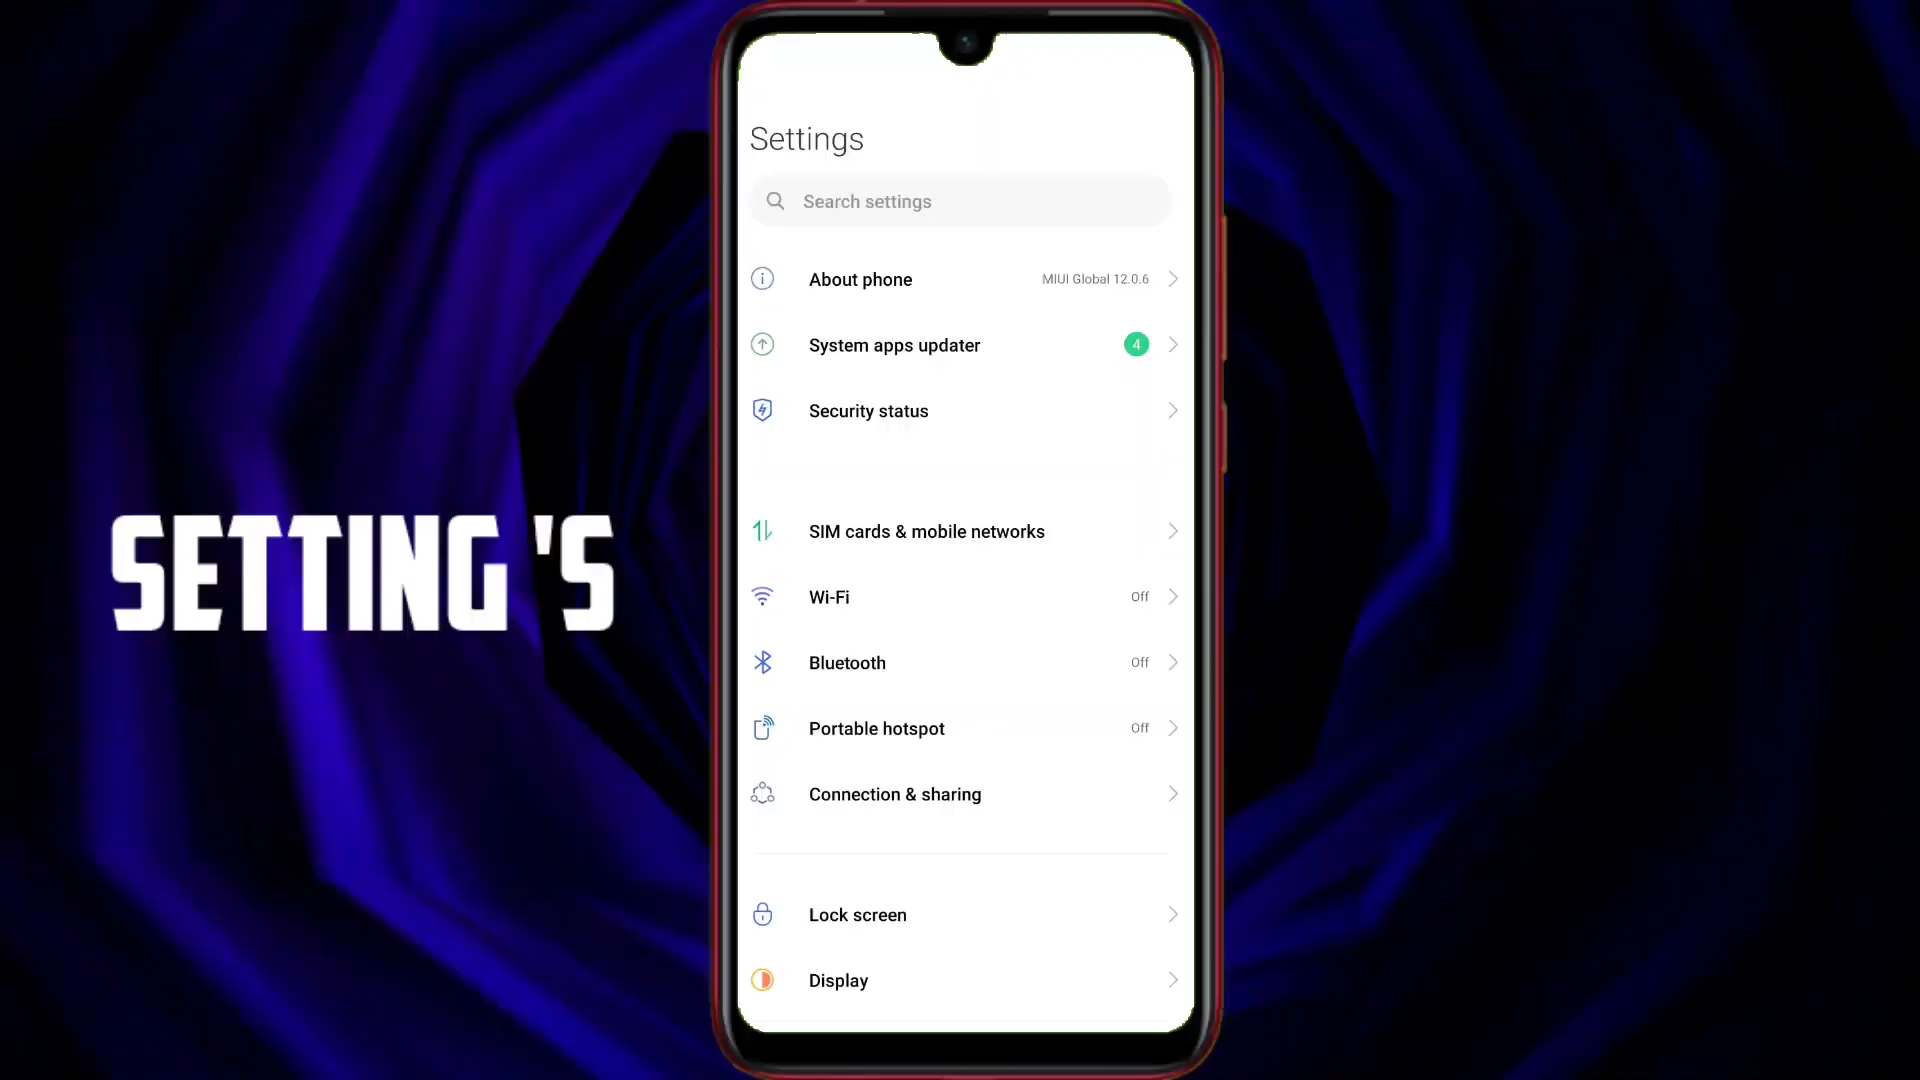 SETTING 'S
Settings
Search settings
About phone MIUI Global 12.0.6
System apps updater 4
Security status
SIM cards & mobile networks
Wi-Fi Off
Bluetooth Off
Portable hotspot Off
Connection & sharing
Lock screen
Display